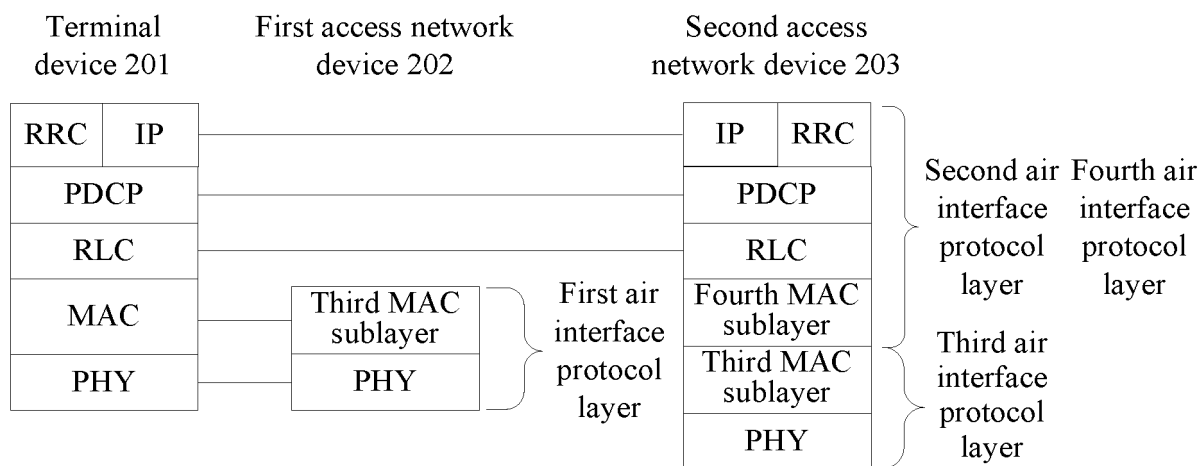 Terminal
device 201
First access network
device 202
Second access
network device 203
RRC
IP
PDCP
RLC
MAC
PHY
Third MAC
sublayer
PHY
First air
interface
protocol
layer
IP
RRC
PDCP
RLC
Fourth MAC
sublayer
Third MAC
sublayer
PHY
Second air
interface
protocol
layer
Fourth air
interface
protocol
layer
Third air
interface
protocol
layer